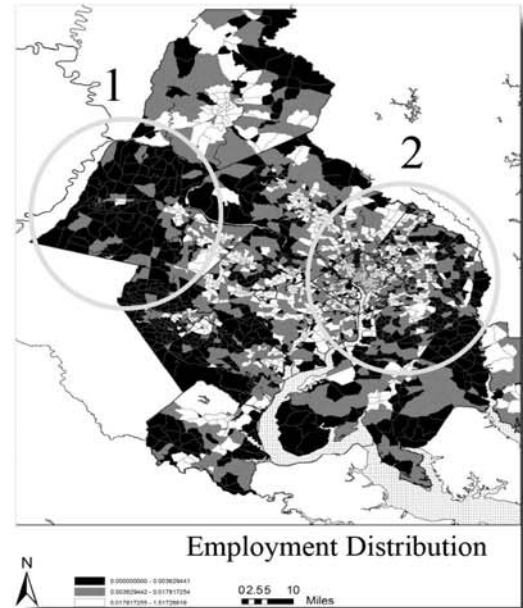 1
2
Employment Distribution
N
0.000000000 - 0.003629441
0.003629442 - 0.017817254
0.017817255 - 1.51726619
0 2.5 5 10
Miles